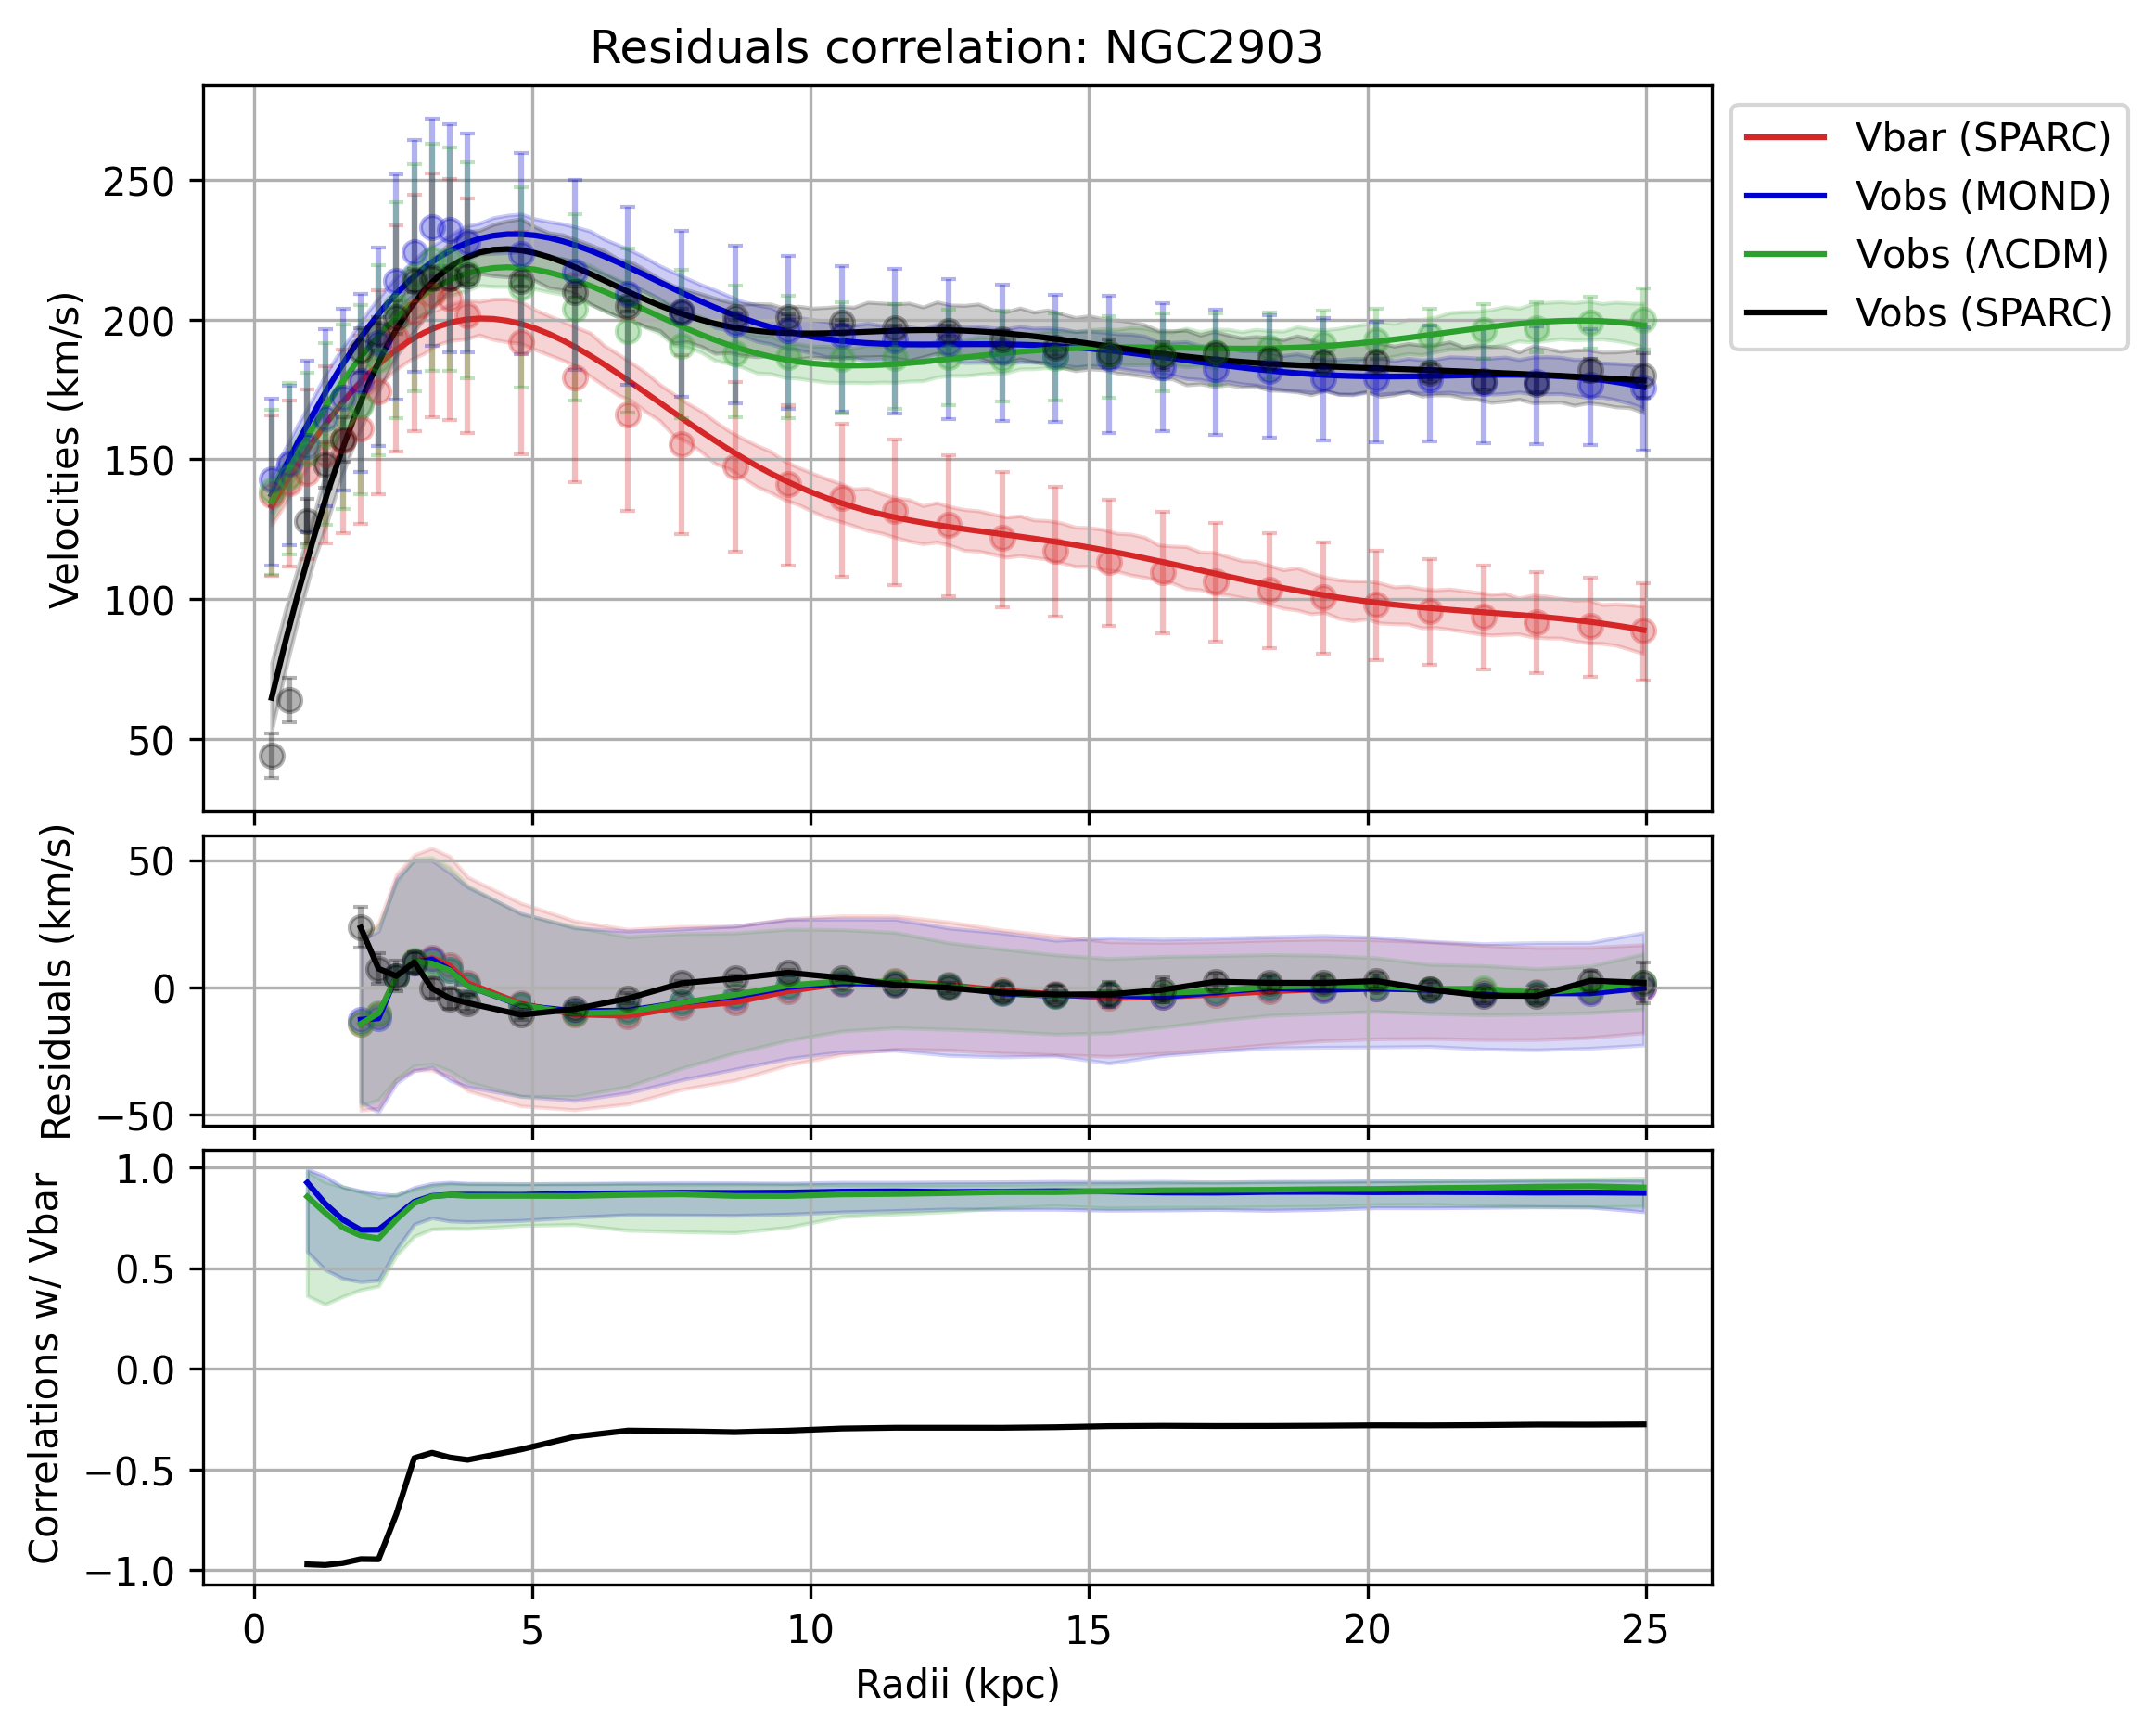 Residuals correlation: NGC2903
Velocities (km/s)
250
200
150
100
50
Vbar (SPARC)
Vobs (MOND)
Vobs (ΛCDM)
Vobs (SPARC)
Residuals (km/s)
50
0
−50
Correlations w/ Vbar
1.0
0.5
0.0
−0.5
−1.0
0 5 10 15 20 25
Radii (kpc)